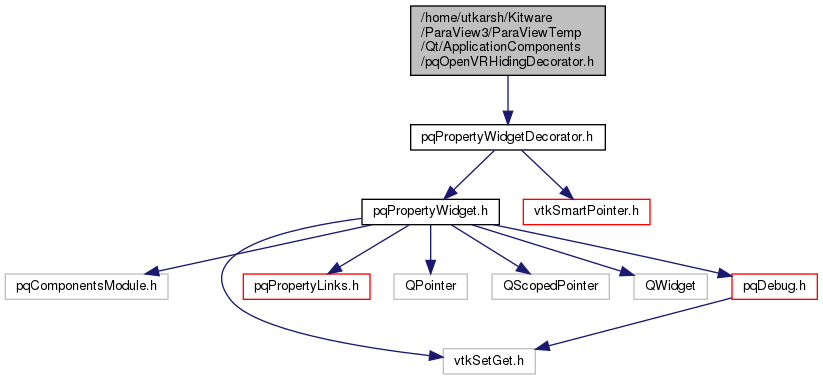 /home/utkarsh/Kitware
/ParaView3/ParaViewTemp
/Qt/ApplicationComponents
/pqOpenVRHidingDecorator.h
pqPropertyWidgetDecorator.h
pqPropertyWidget.h
vtkSmartPointer.h
pqComponentsModule.h
pqPropertyLinks.h
QPointer
QScopedPointer
QWidget
pqDebug.h
vtkSetGet.h